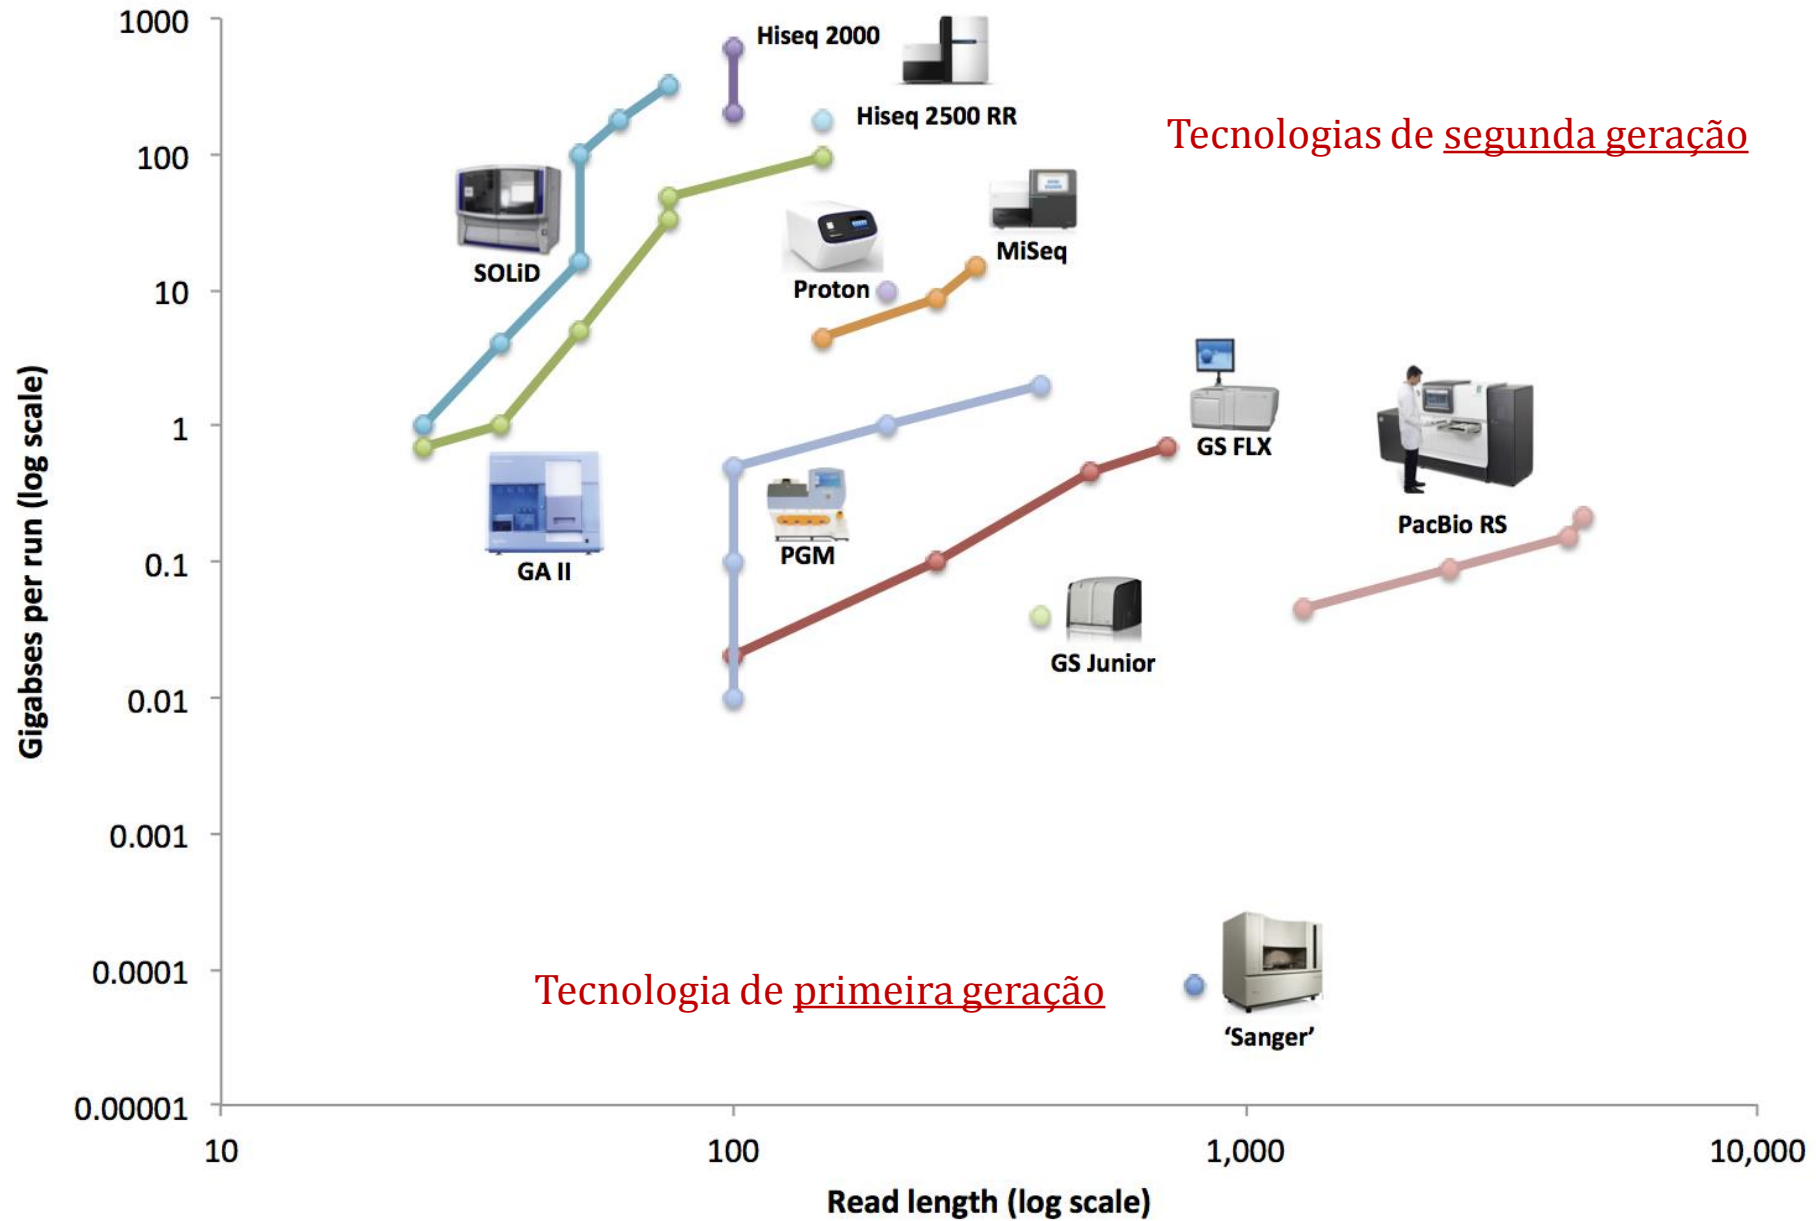 1000
Hiseq 2000
Hiseq 2500 RR
Tecnologias de segunda geração
100
MiSeq
SOLiD
Proton
10
1
GS FLX
PacBio RS
PGM
GA II
0.1
GS Junior
0.01
0.001
0.0001
Tecnologia de primeira geração
‘Sanger’
0.00001
10
100
1,000
10,000
Read length (log scale)
Gigabses per run (log scale)